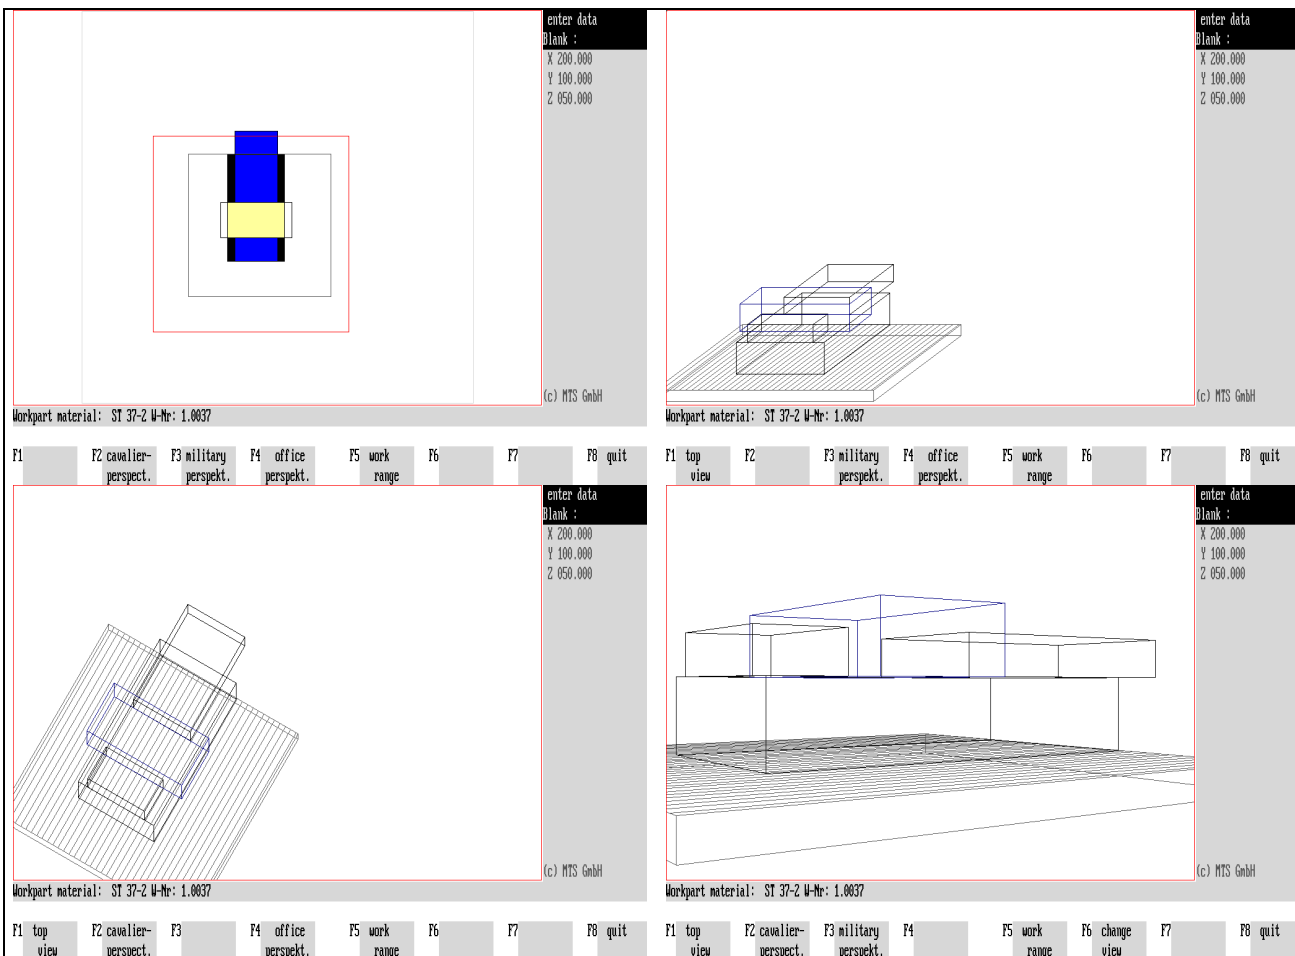 enter data
Blank :
X 200.000
Y 100.000
Z 050.000
(c) MTS GmbH
Workpart material: ST 37-2 W-Nr: 1.0037
F1 F2 cavalier- F3 military F4 office F5 work F6 F7 F8 quit
perspect. perspekt. perspekt. range
enter data
Blank :
X 200.000
Y 100.000
Z 050.000
(c) MTS GmbH
Workpart material: ST 37-2 W-Nr: 1.0037
F1 top F2 F3 military F4 office F5 work F6 F7 F8 quit
view perspekt. perspekt. range
enter data
Blank :
X 200.000
Y 100.000
Z 050.000
(c) MTS GmbH
Workpart material: ST 37-2 W-Nr: 1.0037
F1 top F2 cavalier- F3 F4 office F5 work F6 F7 F8 quit
view perspect. perspekt. range
enter data
Blank :
X 200.000
Y 100.000
Z 050.000
(c) MTS GmbH
Workpart material: ST 37-2 W-Nr: 1.0037
F1 top F2 cavalier- F3 military F4 F5 work F6 change F7 F8 quit
view perspect. perspekt. range view